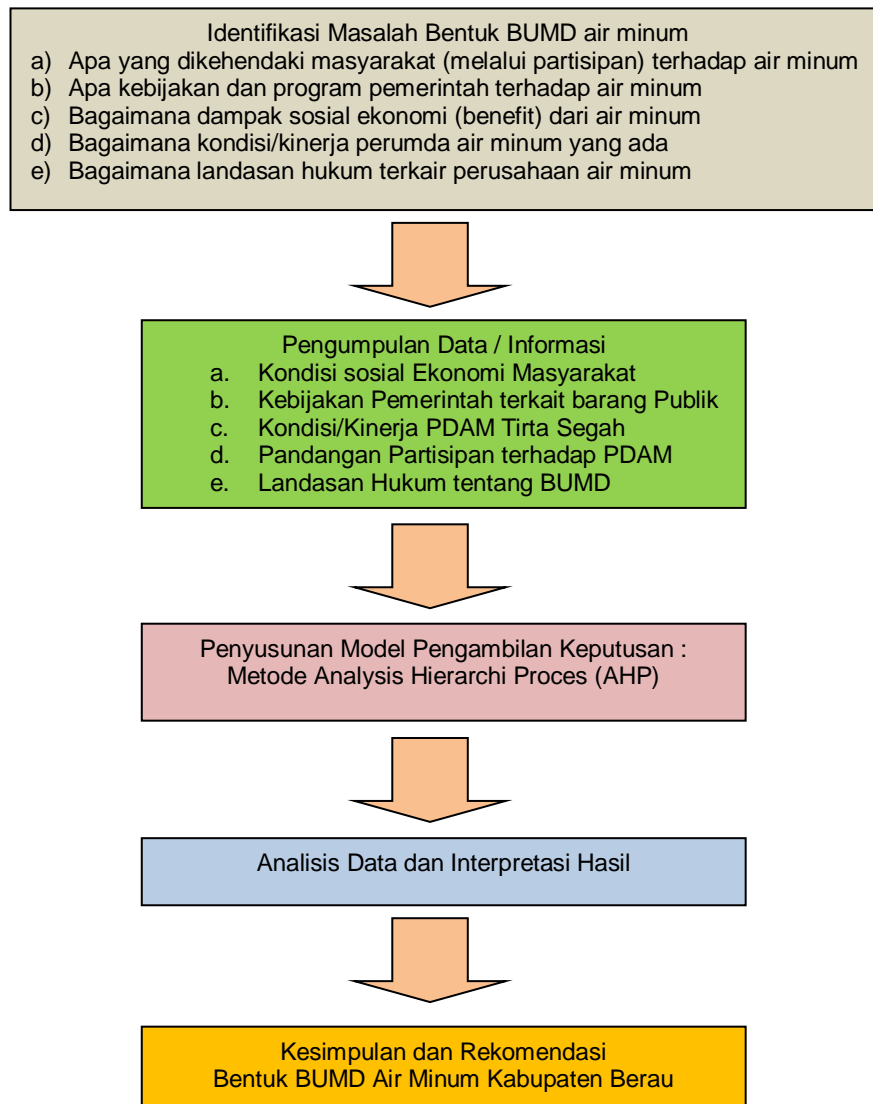 Identifikasi Masalah Bentuk BUMD air minum
a) Apa yang dikehendaki masyarakat (melalui partisipan) terhadap air minum
b) Apa kebijakan dan program pemerintah terhadap air minum
c) Bagaimana dampak sosial ekonomi (benefit) dari air minum
d) Bagaimana kondisi/kinerja perumda air minum yang ada
e) Bagaimana landasan hukum terkair perusahaan air minum
Pengumpulan Data / Informasi
a. Kondisi sosial Ekonomi Masyarakat
b. Kebijakan Pemerintah terkait barang Publik
c. Kondisi/Kinerja PDAM Tirta Segah
d. Pandangan Partisipan terhadap PDAM
e. Landasan Hukum tentang BUMD
Penyusunan Model Pengambilan Keputusan :
Metode Analysis Hierarchi Proces (AHP)
Analisis Data dan Interpretasi Hasil
Kesimpulan dan Rekomendasi
Bentuk BUMD Air Minum Kabupaten Berau